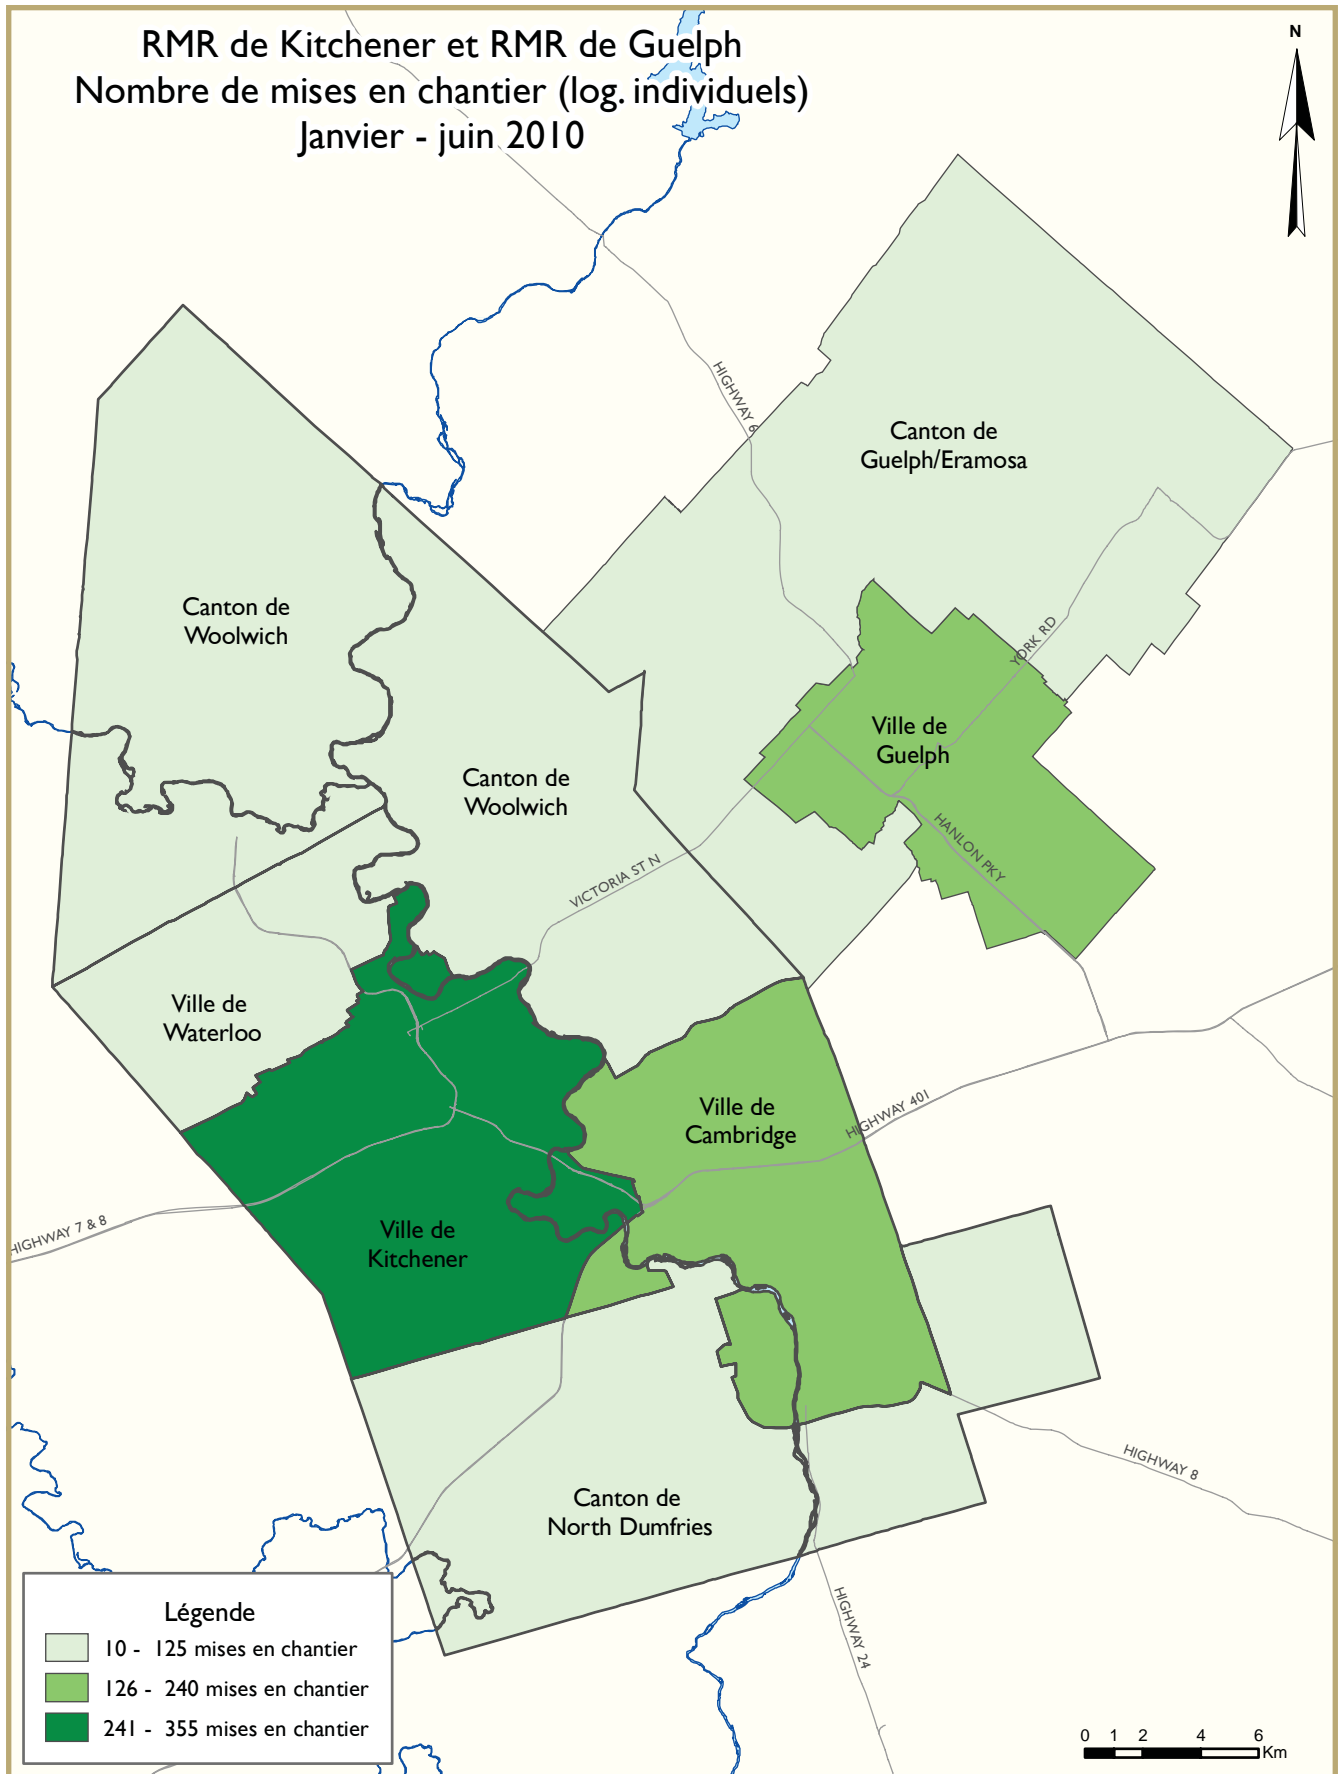 RMR de Kitchener et RMR de Guelph
Nombre de mises en chantier (log. individuels)
Janvier - juin 2010
N
HIGHWAY 6
Canton de
Guelph/Eramosa
Canton de
Woolwich
YORK RD
Ville de
Guelph
Canton de
Woolwich
HANLON PKY
VICTORIA ST N
Ville de
Waterloo
Ville de
Cambridge
HIGHWAY 401
HIGHWAY 7 & 8
Ville de
Kitchener
HIGHWAY 8
Canton de
North Dumfries
HIGHWAY 24
Légende
10 - 125 mises en chantier
126 - 240 mises en chantier
241 - 355 mises en chantier
0 1 2 4 6
Km